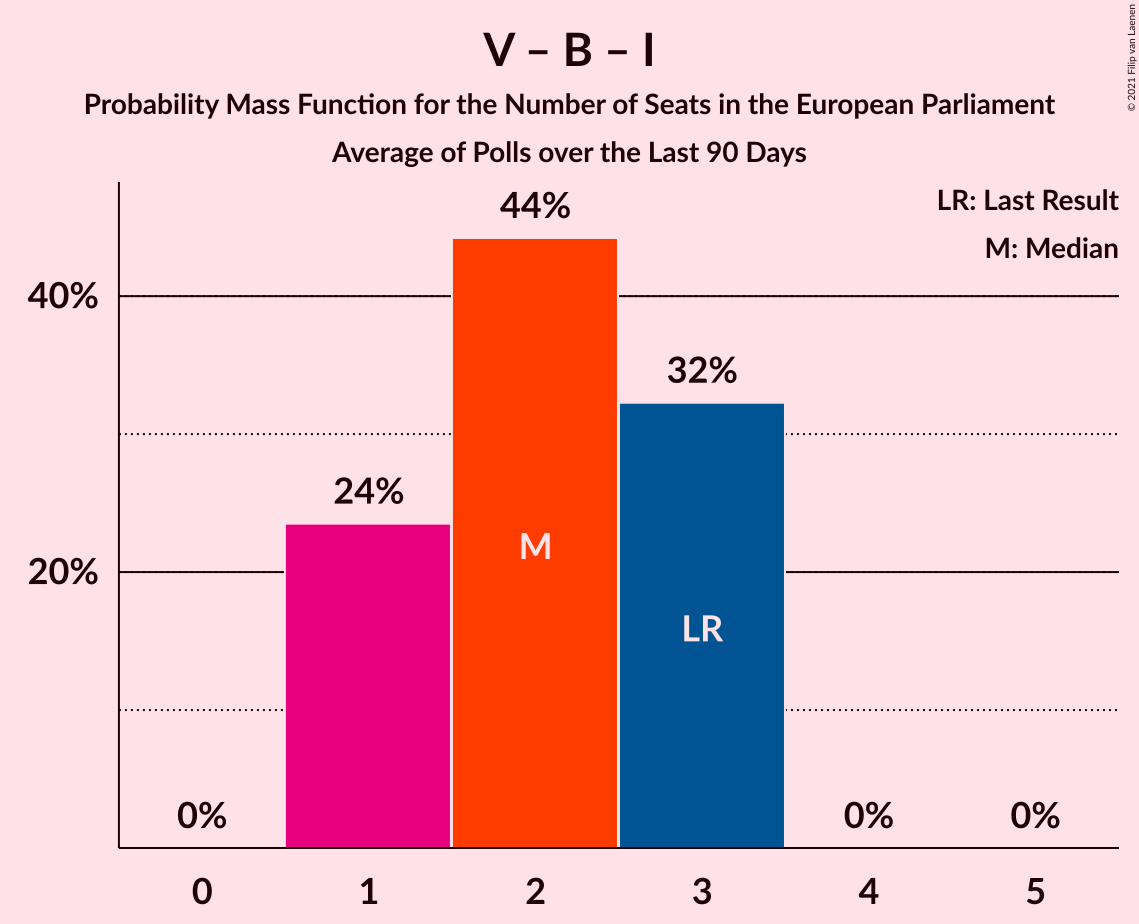 V – B – I
Probability Mass Function for the Number of Seats in the European Parliament
Average of Polls over the Last 90 Days
© 2021 Filip van Laenen
LR: Last Result
M: Median
44%
40%
32%
24%
20%
M
LR
0%
0%
0%
0
1
2
3
4
5